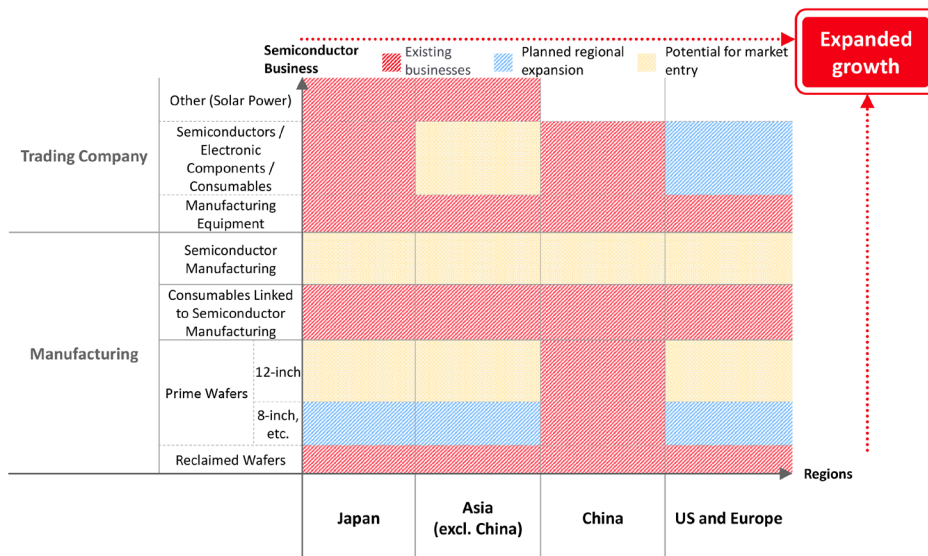 Semiconductor
Business
Existing
businesses
Planned regional
expansion
Potential for market
entry
Expanded
growth
Trading Company
Other (Solar Power)
Semiconductors /
Electronic
Components /
Consumables
Manufacturing
Equipment
Manufacturing
Semiconductor
Manufacturing
Consumables Linked
to Semiconductor
Manufacturing
Prime Wafers
12-inch
8-inch,
etc.
Reclaimed Wafers
Regions
Japan
Asia
(excl. China)
China
US and Europe